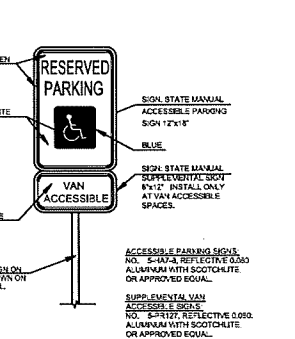 RESERVED
PARKING
VAN
ACCESSIBLE
SIGN: STATE MANUAL
ACCESSIBLE PARKING
SIGN 12"x18"
BLUE
SIGN: STATE MANUAL
SUPPLEMENTAL SIGN
6"x12" INSTALL ONLY
AT VAN ACCESSIBLE
SPACES.
ACCESSIBLE PARKING SIGNS:
NO. REFLECTIVE 0.080
ALUMINUM WITH SCOTCHLITE
OR APPROVED EQUAL.
SUPPLEMENTAL VAN
ACCESSIBLE SIGNS:
NO. REFLECTIVE 0.080
ALUMINUM WITH SCOTCHLITE
OR APPROVED EQUAL.